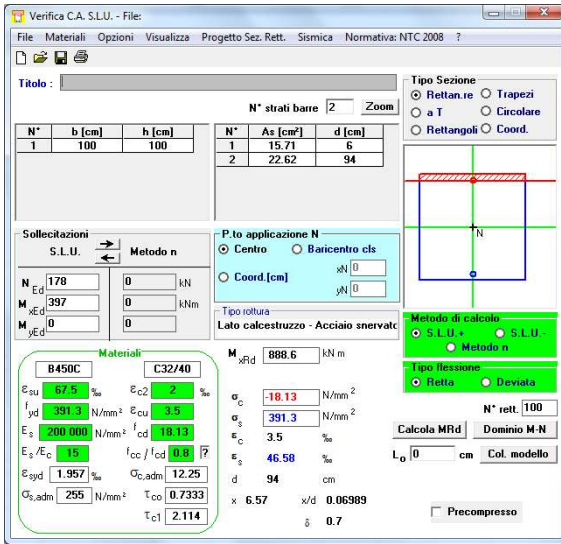 Verifica C.A. S.L.U. - File:
File Materiali Opzioni Visualizza Progetto Sez. Rett. Sismica Normativa: NTC 2008 ?
Titolo :
N° strati barre 2 Zoom
N° b [cm] h [cm]
1 100 100
N° As [cm²] d [cm]
1 15.71 6
2 22.62 94
Tipo Sezione
Rettan.re Trapezi
a T Circolare
Rettangoli Coord.
N
Sollecitazioni
S.L.U. Metodo n
N Ed 178 0 kN
M xEd 397 0 kNm
M yEd 0 0
P.to applicazione N
Centro Baricentro cls
Coord.[cm] xN 0
yN 0
Tipo rottura
Lato calcestruzzo - Acciaio snervato
Metodo di calcolo
S.L.U.+ S.L.U.-
Metodo n
Tipo flessione
Retta Deviata
N° rett. 100
Calcola MRd Dominio M-N
L₀ 0 cm Col. modello
Precompresso
Materiali
B450C C32/40
εsu 67.5 ‰ εc2 2 ‰
fyd 391.3 N/mm² εcu 3.5
Es 200 000 N/mm² fcd 18.13
Es/Ec 15 fcc / fcd 0.8 ?
εsyd 1.957 ‰ σc,adm 12.25
σs,adm 255 N/mm² τco 0.7333
τc1 2.114
M xRd 888.6 kN m
σc -18.13 N/mm²
σs 391.3 N/mm²
εc 3.5 ‰
εs 46.58 ‰
d 94 cm
x 6.57 x/d 0.06989
δ 0.7